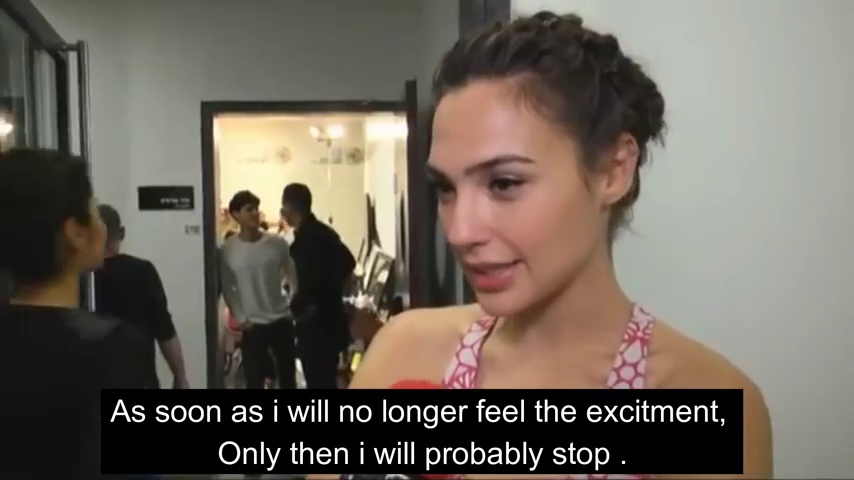 As soon as i will no longer feel the excitment,
Only then i will probably stop .